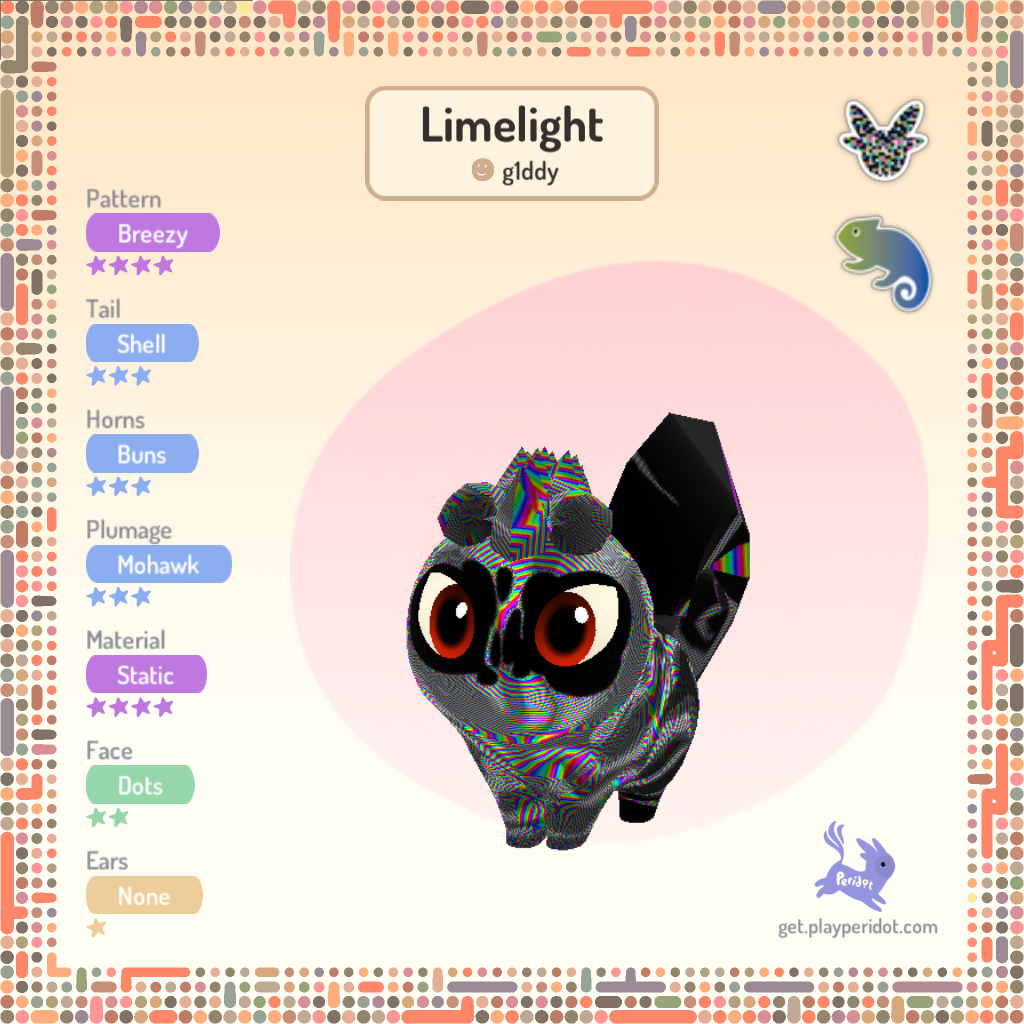 Limelight
g1ddy
Pattern
Breezy
Tail
Shell
Horns
Buns
Plumage
Mohawk
Material
Static
Face
Dots
Ears
None
Peridot
get.playperidot.com